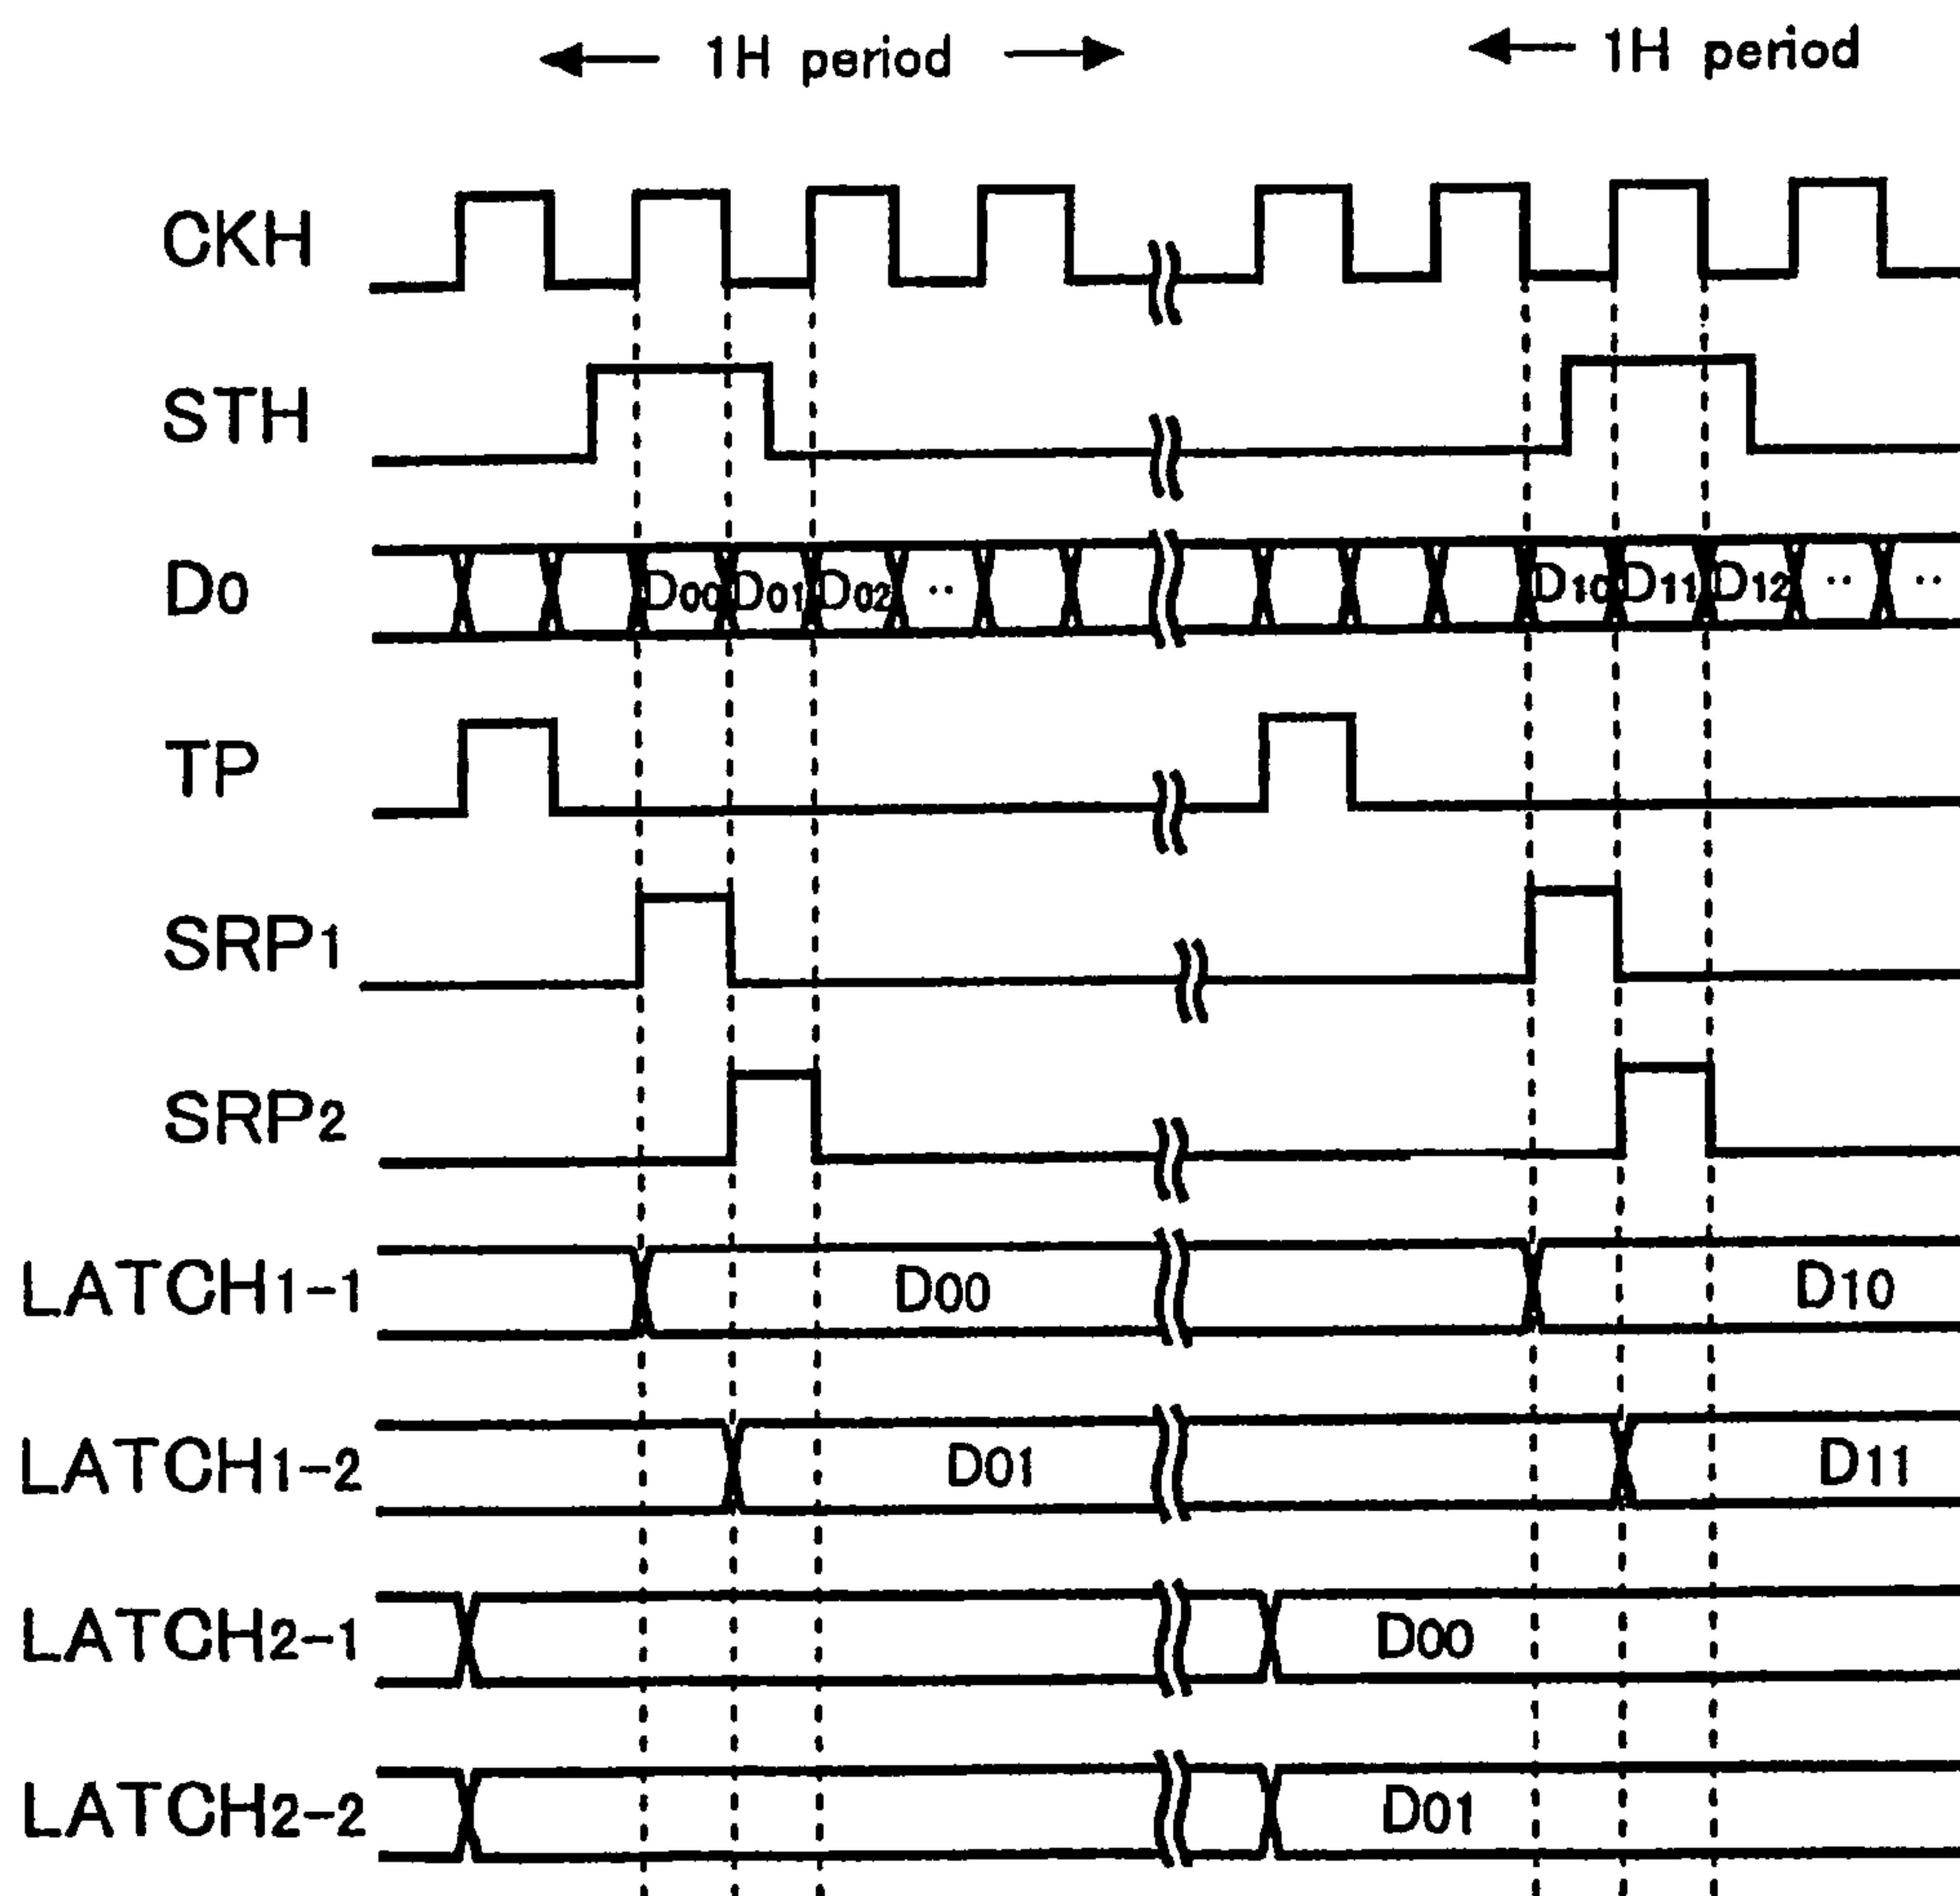 1H period 1H period
CKH
STH
D0 D00 D01 D02 ·· D10 D11 D12 ·· ··
TP
SRP1
SRP2
LATCH1-1 D00 D10
LATCH1-2 D01 D11
LATCH2-1 D00
LATCH2-2 D01